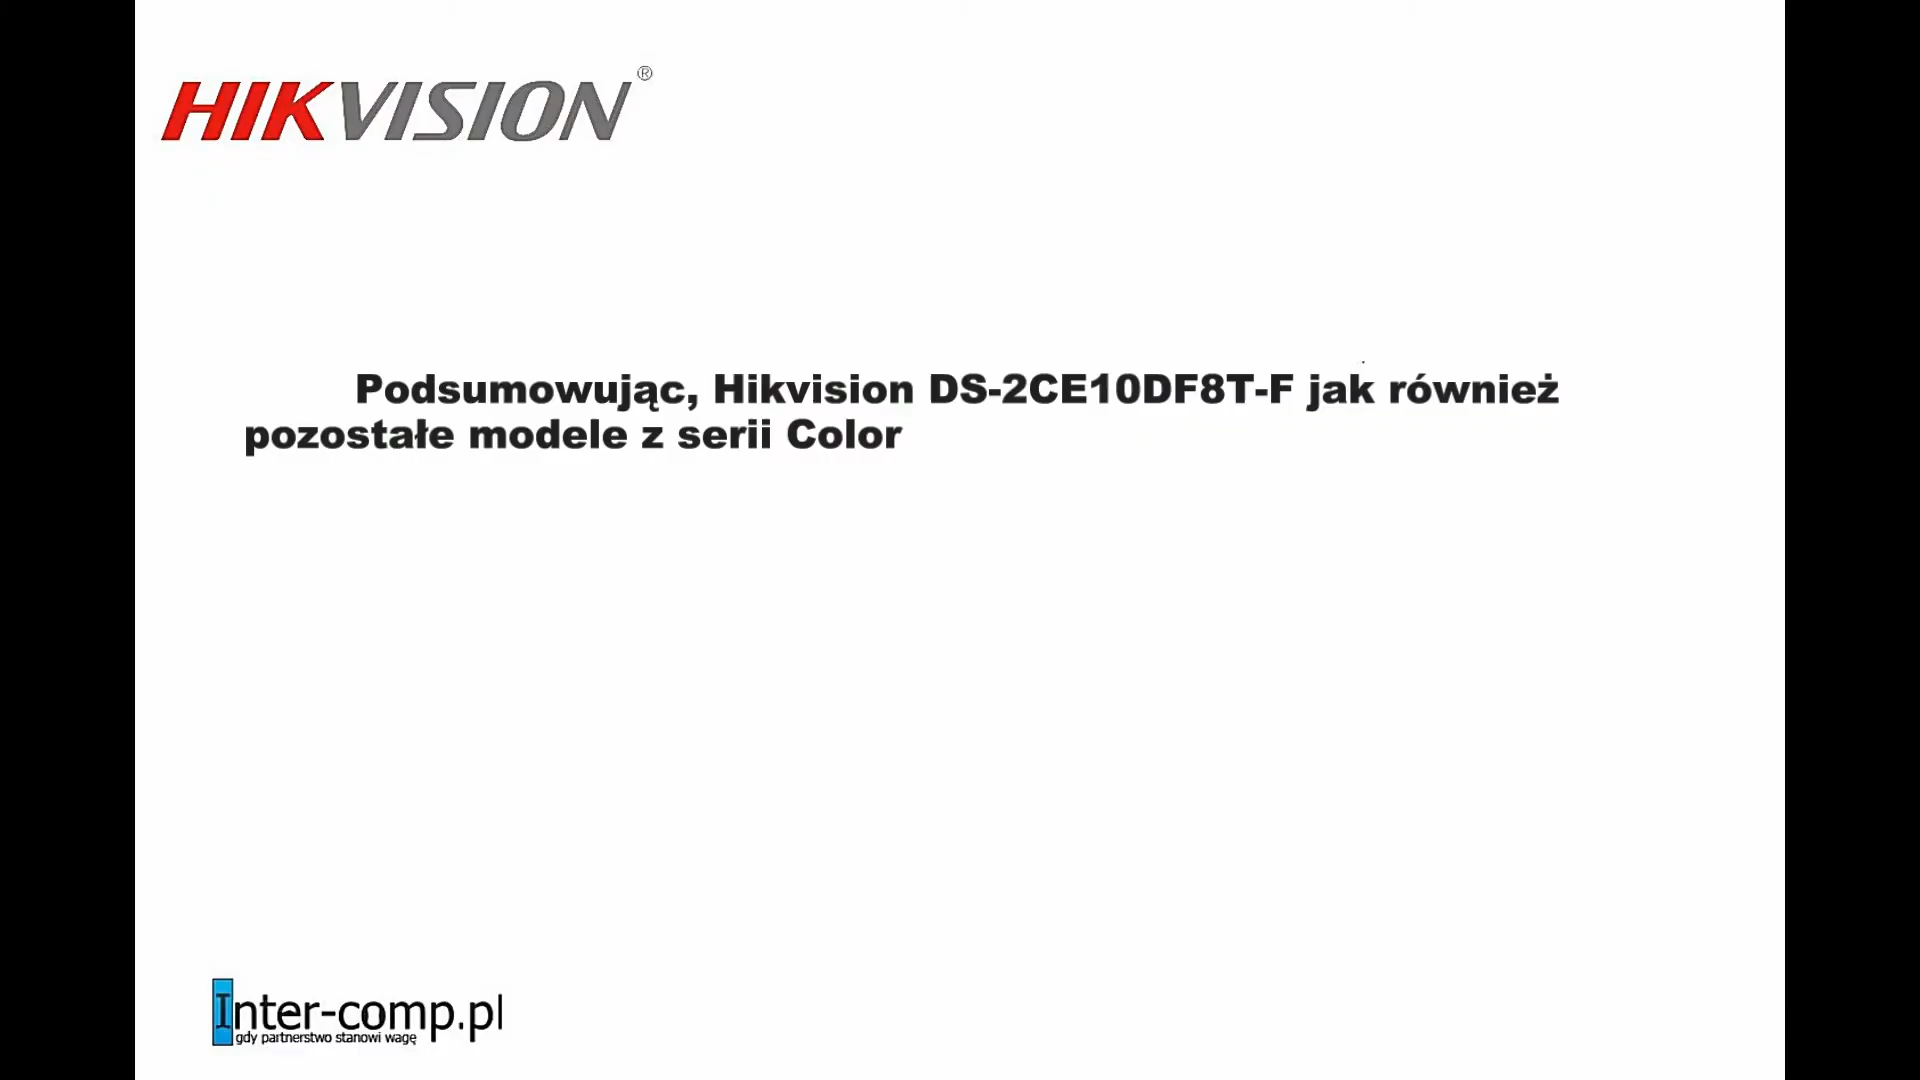 HIKVISION®
Podsumowując, Hikvision DS-2CE10DF8T-F jak również
pozostałe modele z serii Color
Inter-comp.pl
gdy partnerstwo stanowi wagę